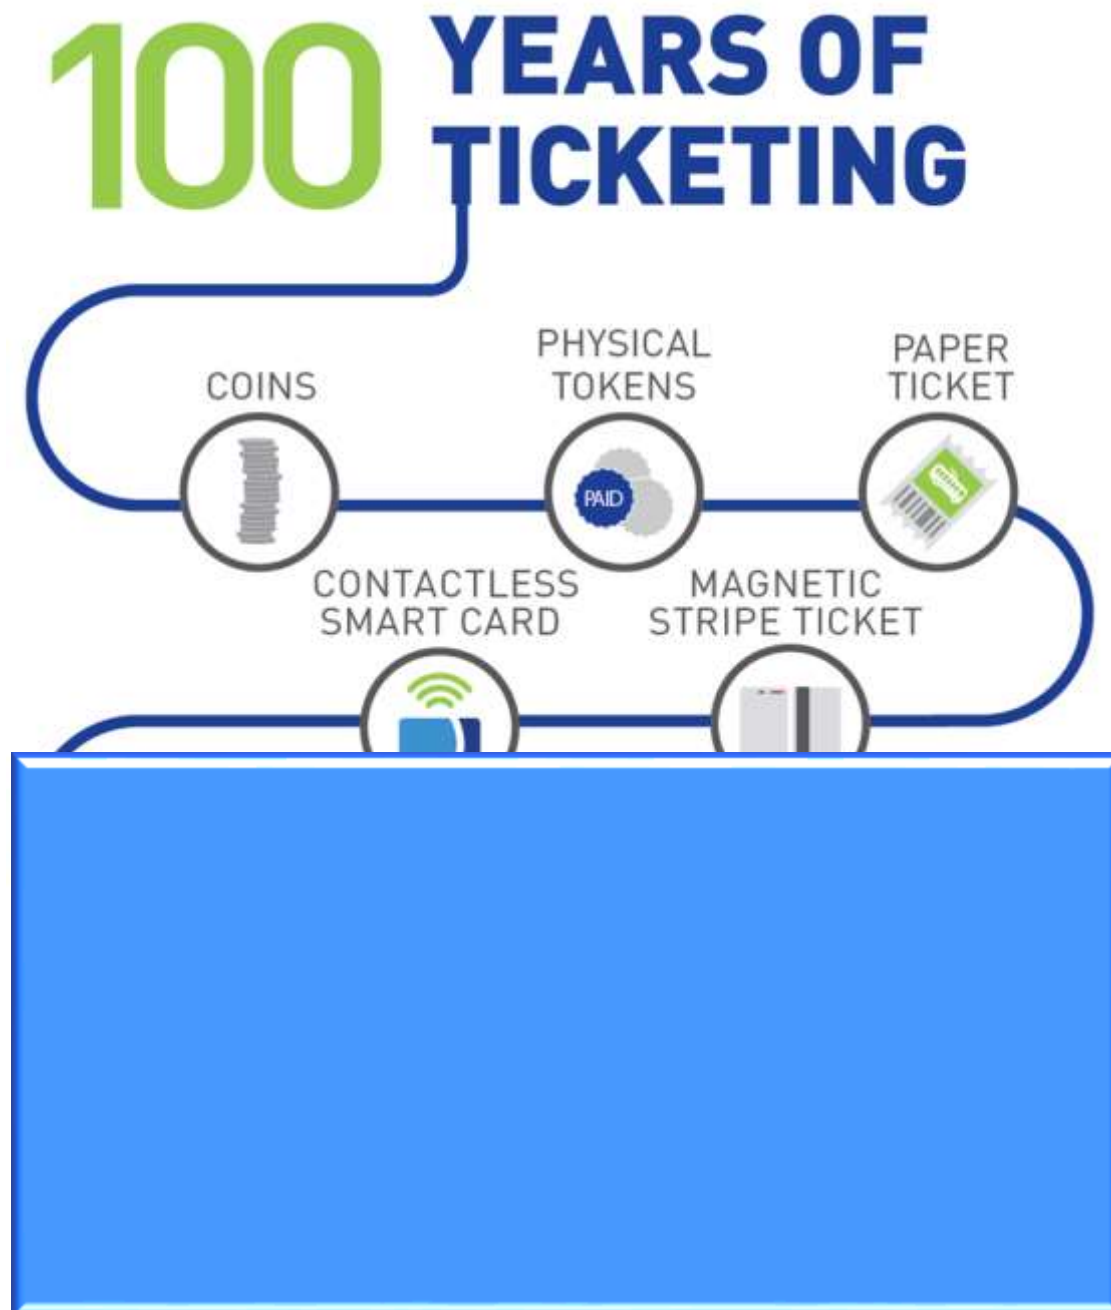 100 YEARS OF
TICKETING
COINS
PHYSICAL
TOKENS
PAPER
TICKET
PAID
CONTACTLESS
SMART CARD
MAGNETIC
STRIPE TICKET